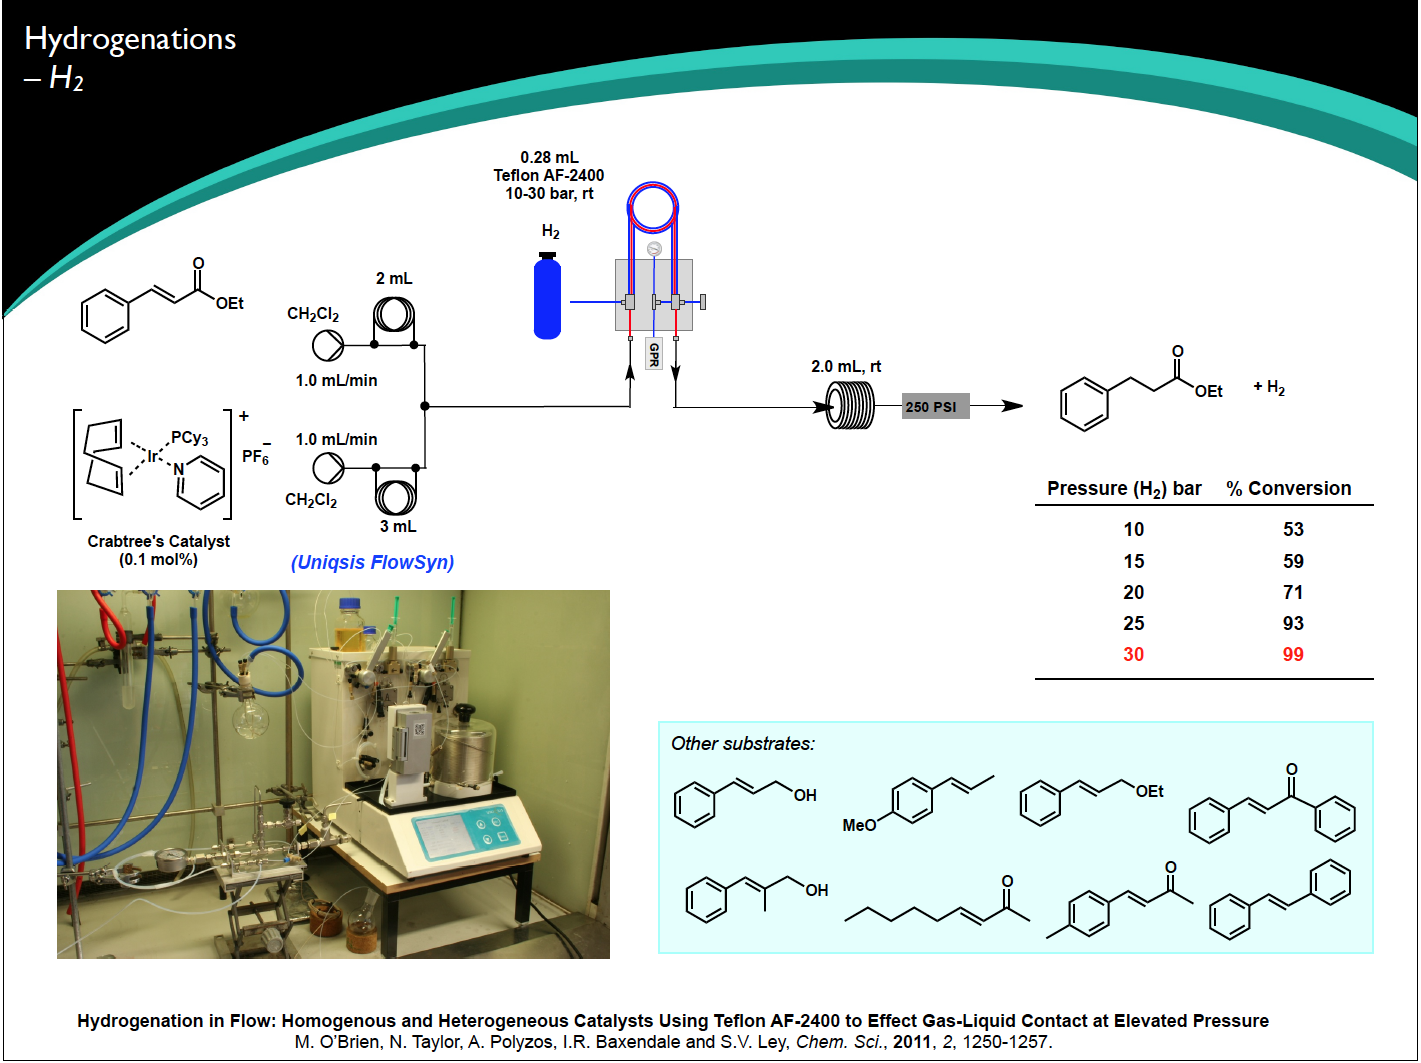 Hydrogenations
– H2
0.28 mL
Teflon AF-2400
10-30 bar, rt
H2
O
OEt
2 mL
CH2Cl2
1.0 mL/min
GPR
2.0 mL, rt
250 PSI
O
OEt
+ H2
+
PCy3
Ir
N
PF6
–
1.0 mL/min
CH2Cl2
3 mL
Crabtree's Catalyst
(0.1 mol%)
(Uniqsis FlowSyn)
Pressure (H2) bar % Conversion
10 53
15 59
20 71
25 93
30 99
Other substrates:
OH
MeO
OEt
O
OH
O
O
Hydrogenation in Flow: Homogenous and Heterogeneous Catalysts Using Teflon AF-2400 to Effect Gas-Liquid Contact at Elevated Pressure
M. O'Brien, N. Taylor, A. Polyzos, I.R. Baxendale and S.V. Ley, Chem. Sci., 2011, 2, 1250-1257.